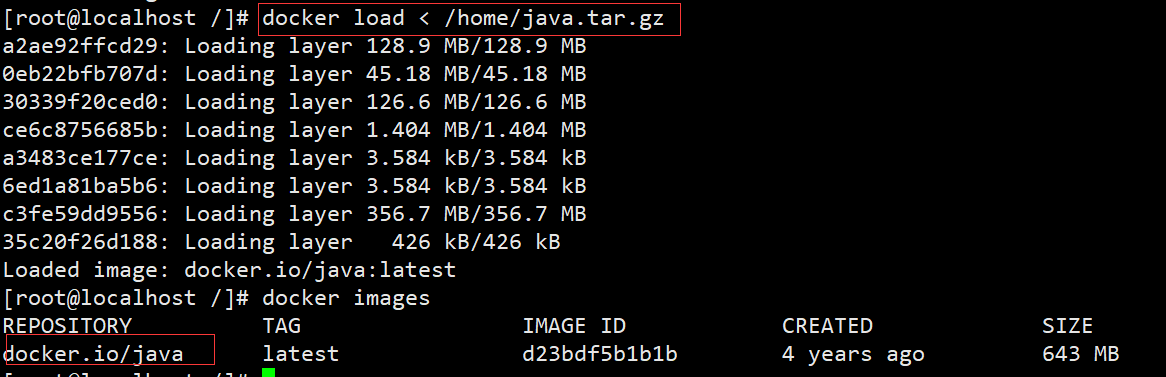 [root@localhost /]# docker load < /home/java.tar.gz
a2ae92ffcd29: Loading layer 128.9 MB/128.9 MB
0eb22bfb707d: Loading layer 45.18 MB/45.18 MB
30339f20ced0: Loading layer 126.6 MB/126.6 MB
ce6c8756685b: Loading layer 1.404 MB/1.404 MB
a3483ce177ce: Loading layer 3.584 kB/3.584 kB
6ed1a81ba5b6: Loading layer 3.584 kB/3.584 kB
c3fe59dd9556: Loading layer 356.7 MB/356.7 MB
35c20f26d188: Loading layer   426 kB/426 kB
Loaded image: docker.io/java:latest
[root@localhost /]# docker images
REPOSITORY          TAG                 IMAGE ID            CREATED             SIZE
docker.io/java      latest              d23bdf5b1b1b        4 years ago         643 MB
[root@localhost /]#